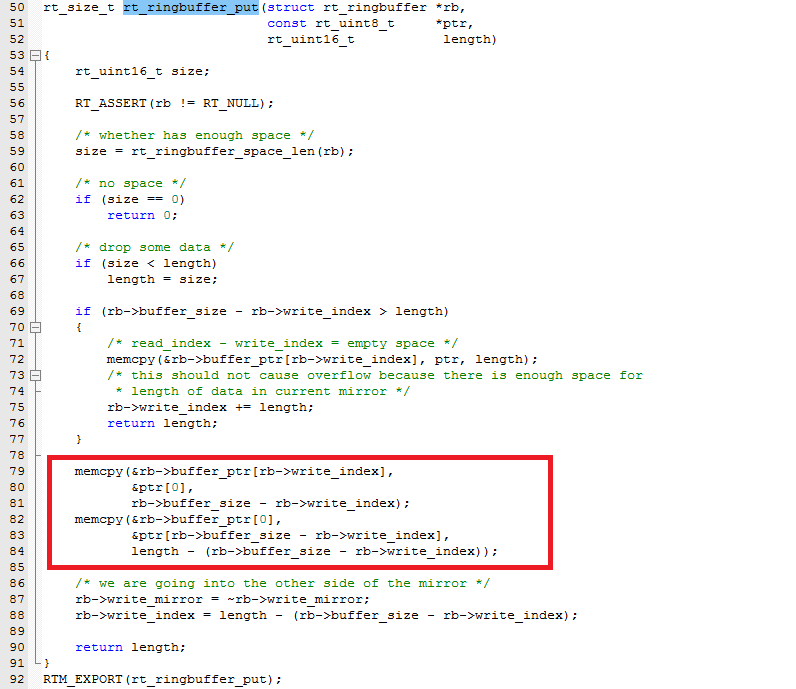 50 rt_size_t rt_ringbuffer_put(struct rt_ringbuffer *rb,
51                             const rt_uint8_t      *ptr,
52                             rt_uint16_t           length)
53 {
54     rt_uint16_t size;
55
56     RT_ASSERT(rb != RT_NULL);
57
58     /* whether has enough space */
59     size = rt_ringbuffer_space_len(rb);
60
61     /* no space */
62     if (size == 0)
63         return 0;
64
65     /* drop some data */
66     if (size < length)
67         length = size;
68
69     if (rb->buffer_size - rb->write_index > length)
70     {
71         /* read_index - write_index = empty space */
72         memcpy(&rb->buffer_ptr[rb->write_index], ptr, length);
73         /* this should not cause overflow because there is enough space for
74          * length of data in current mirror */
75         rb->write_index += length;
76         return length;
77     }
78
79     memcpy(&rb->buffer_ptr[rb->write_index],
80            &ptr[0],
81            rb->buffer_size - rb->write_index);
82     memcpy(&rb->buffer_ptr[0],
83            &ptr[rb->buffer_size - rb->write_index],
84            length - (rb->buffer_size - rb->write_index));
85
86     /* we are going into the other side of the mirror */
87     rb->write_mirror = ~rb->write_mirror;
88     rb->write_index = length - (rb->buffer_size - rb->write_index);
89
90     return length;
91 }
92 RTM_EXPORT(rt_ringbuffer_put);